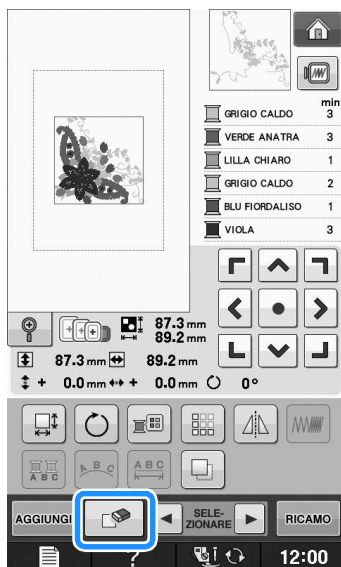 min
GRIGIO CALDO 3
VERDE ANATRA 3
LILLA CHIARO 1
GRIGIO CALDO 2
BLU FIORDALISO 1
VIOLA 3
87.3 mm
89.2 mm
87.3 mm 89.2 mm
+ 0.0 mm + 0.0 mm 0°
A B C
A B C
A B C
AGGIUNGI
SELE-
ZIONARE
RICAMO
? 12:00